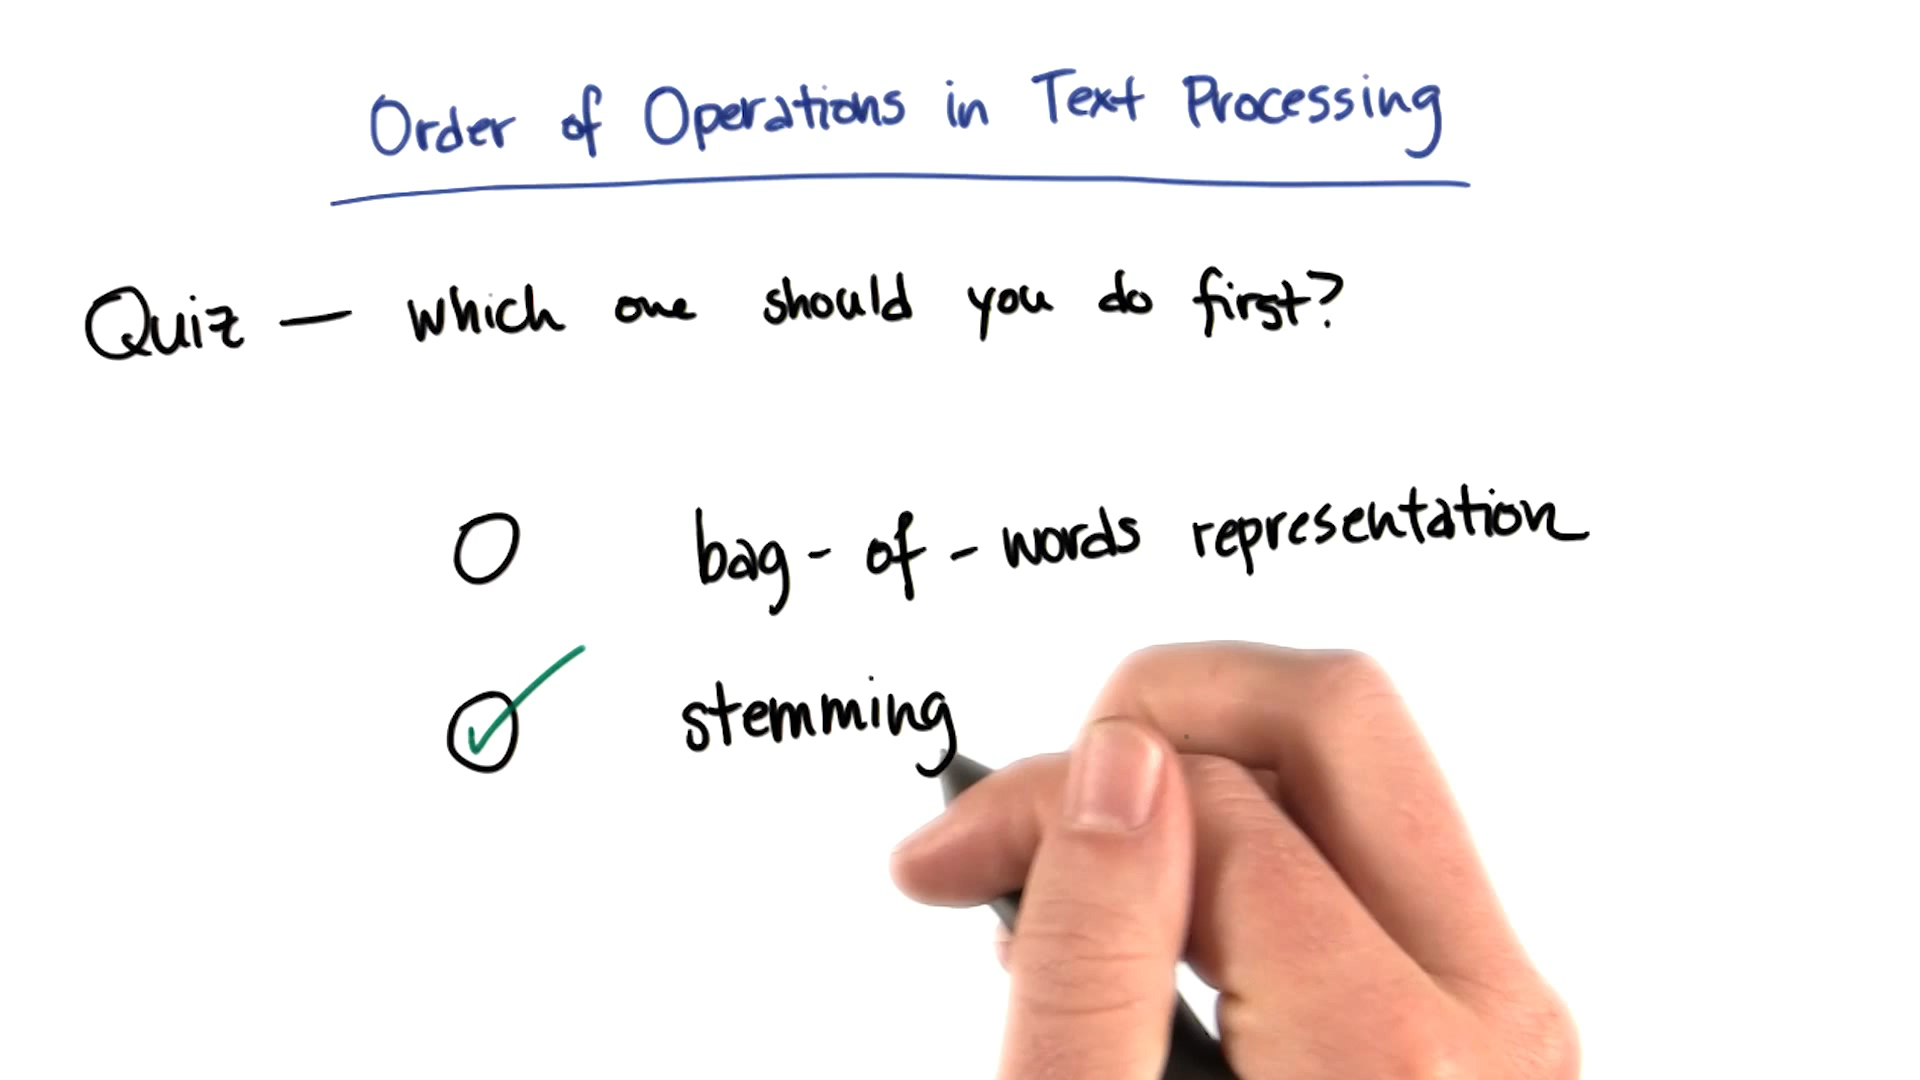 Order of Operations in Text Processing
Quiz — which one should you do first?
bag-of-words representation
stemming